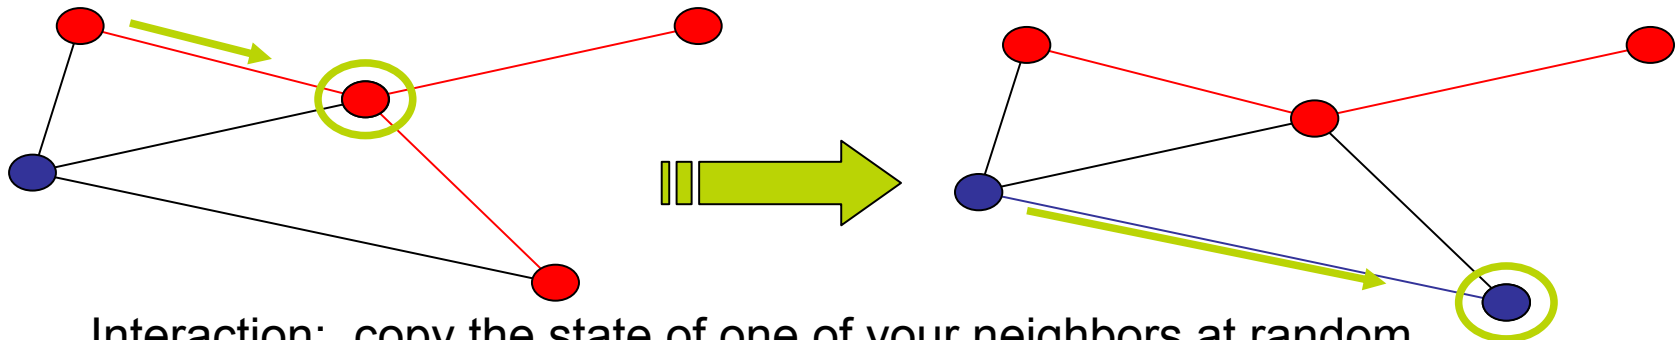 Interaction: copy the state of one of your neighbors at random